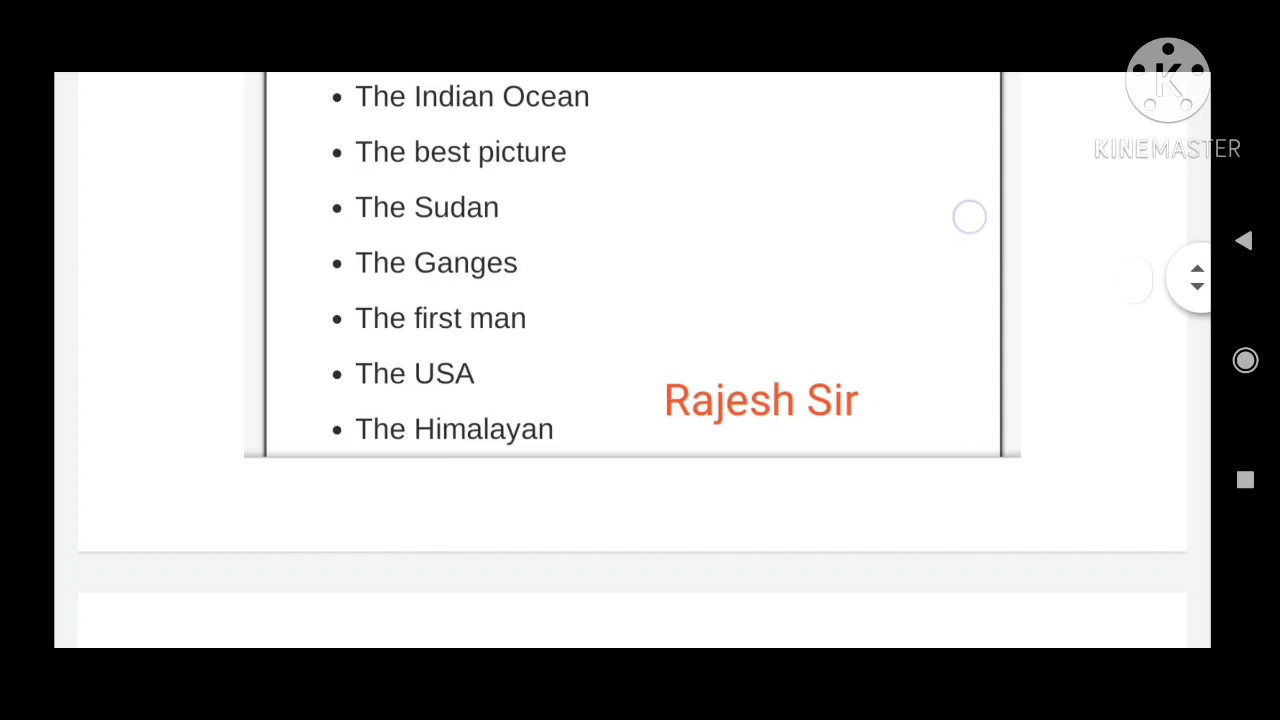 The Indian Ocean
KINEMASTER
The best picture
The Sudan
The Ganges
The first man
The USA
Rajesh Sir
The Himalayan